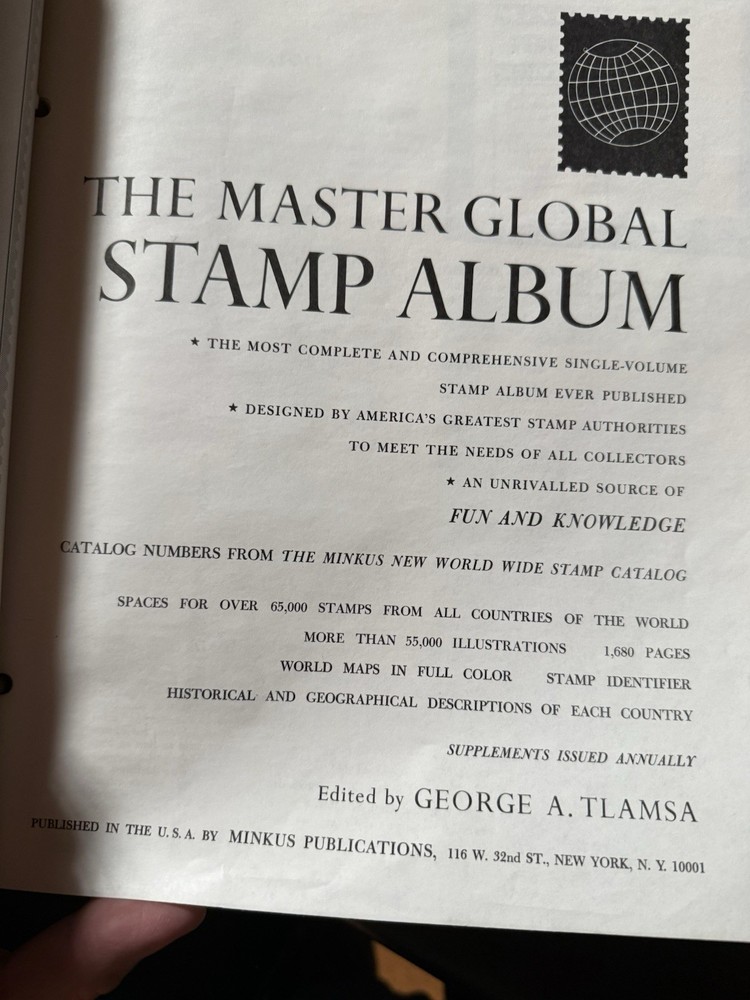 THE MASTER GLOBAL
STAMP ALBUM
★ THE MOST COMPLETE AND COMPREHENSIVE SINGLE-VOLUME
STAMP ALBUM EVER PUBLISHED
★ DESIGNED BY AMERICA'S GREATEST STAMP AUTHORITIES
TO MEET THE NEEDS OF ALL COLLECTORS
★ AN UNRIVALLED SOURCE OF
FUN AND KNOWLEDGE
CATALOG NUMBERS FROM THE MINKUS NEW WORLD WIDE STAMP CATALOG
SPACES FOR OVER 65,000 STAMPS FROM ALL COUNTRIES OF THE WORLD
MORE THAN 55,000 ILLUSTRATIONS 1,680 PAGES
WORLD MAPS IN FULL COLOR STAMP IDENTIFIER
HISTORICAL AND GEOGRAPHICAL DESCRIPTIONS OF EACH COUNTRY
SUPPLEMENTS ISSUED ANNUALLY
Edited by GEORGE A. TLAMSA
PUBLISHED IN THE U. S. A. BY MINKUS PUBLICATIONS, 116 W. 32nd ST., NEW YORK, N. Y. 10001